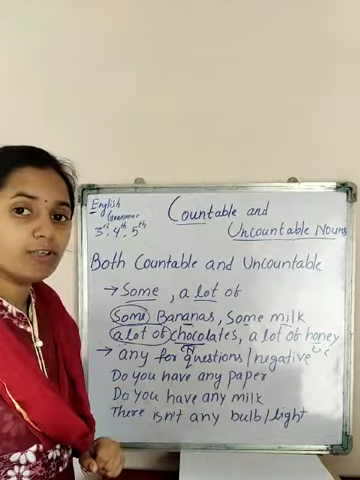 English
Grammar
3rd, 4th, 5th
Countable and
Uncountable Nouns
Both Countable and Uncountable
→ Some, a lot of
Some Bananas, Some milk
a lot of chocolates, a lot of honey
→ any for questions/negative
Do you have any paper
Do you have any milk
There isn't any bulb/light